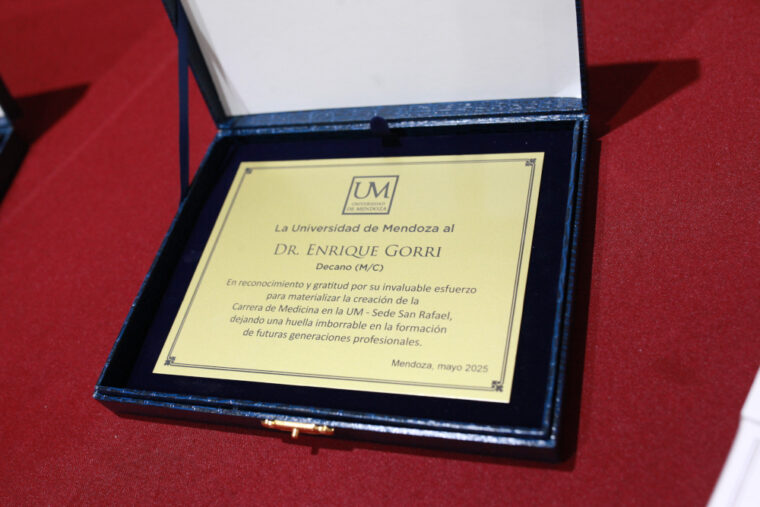 UM
UNIVERSIDAD
DE MENDOZA
La Universidad de Mendoza al
DR. ENRIQUE GORRI
Decano (M/C)
En reconocimiento y gratitud por su invaluable esfuerzo
para materializar la creación de la
Carrera de Medicina en la UM - Sede San Rafael,
dejando una huella imborrable en la formación
de futuras generaciones profesionales.
Mendoza, mayo 2025